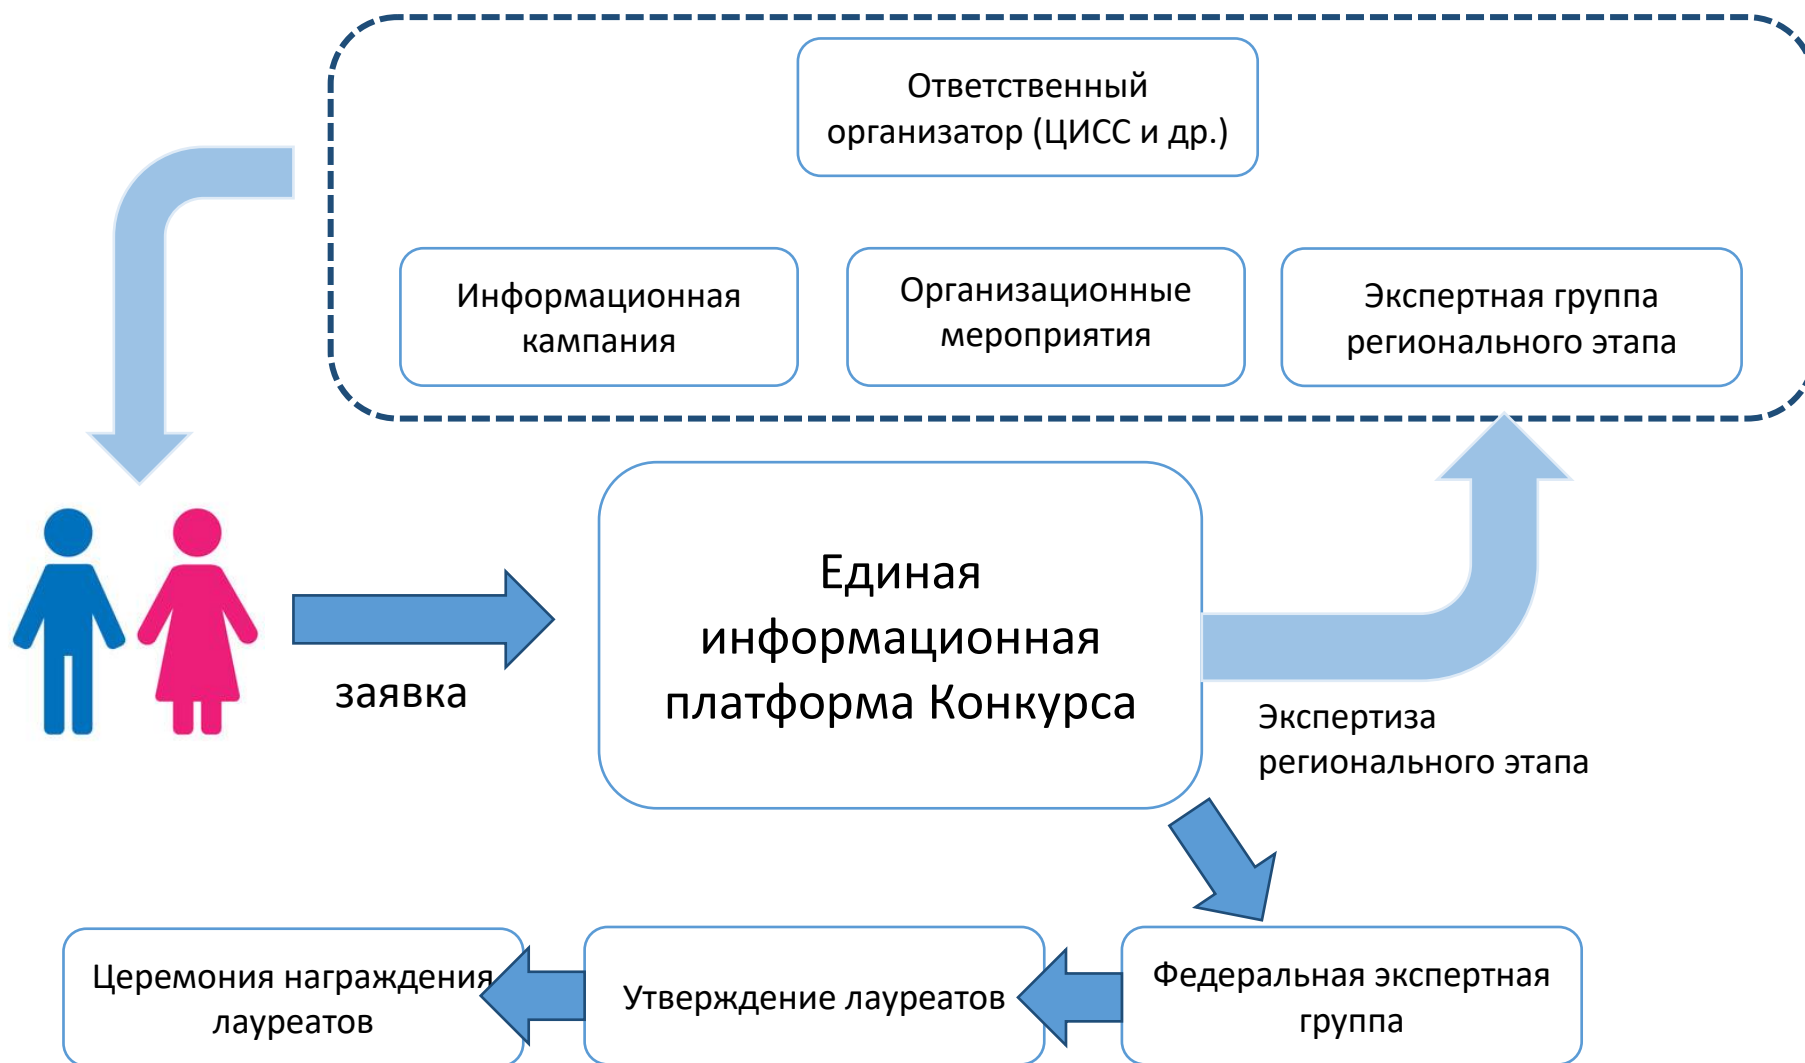 Ответственный
организатор (ЦИСС и др.)
Информационная
кампания
Организационные
мероприятия
Экспертная группа
регионального этапа
Единая
информационная
платформа Конкурса
заявка
Экспертиза
регионального этапа
Церемония награждения
лауреатов
Утверждение лауреатов
Федеральная экспертная
группа